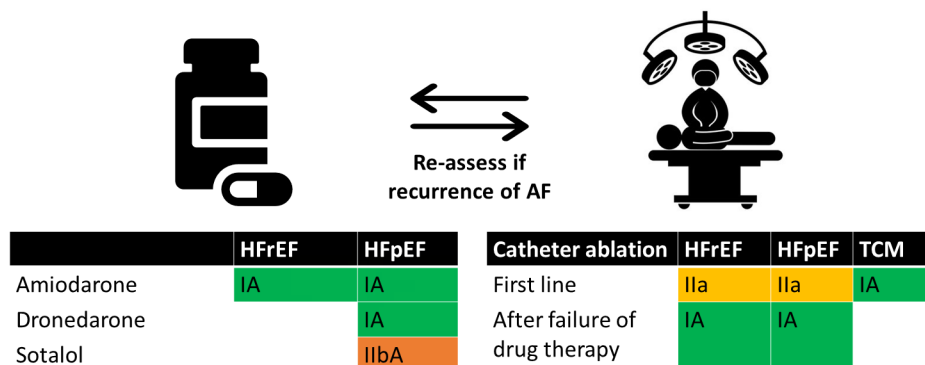 Re-assess if
recurrence of AF
HFrEF HFpEF
Amiodarone IA IA
Dronedarone IA
Sotalol IIbA
Catheter ablation HFrEF HFpEF TCM
First line IIa IIa IA
After failure of IA IA
drug therapy